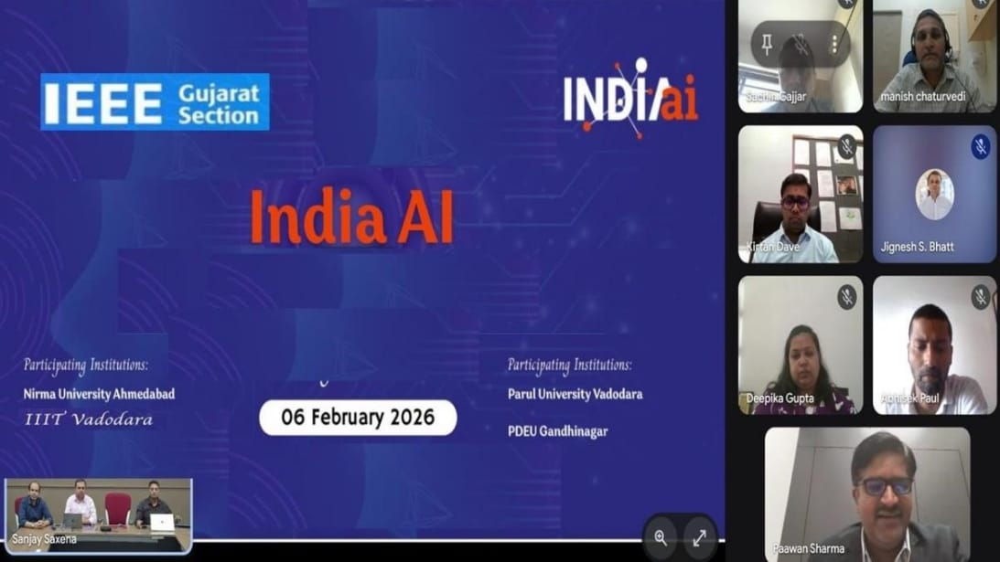 IEEE Gujarat
Section
INDIAai
India AI
Participating Institutions:
Nirma University Ahmedabad
IIIT Vadodara
06 February 2026
Participating Institutions:
Parul University Vadodara
PDEU Gandhinagar
Sanjay Saxena
Sachin Gajjar
manish chaturvedi
Kirtan Dave
Jignesh S. Bhatt
Deepika Gupta
Abhisek Paul
Paawan Sharma